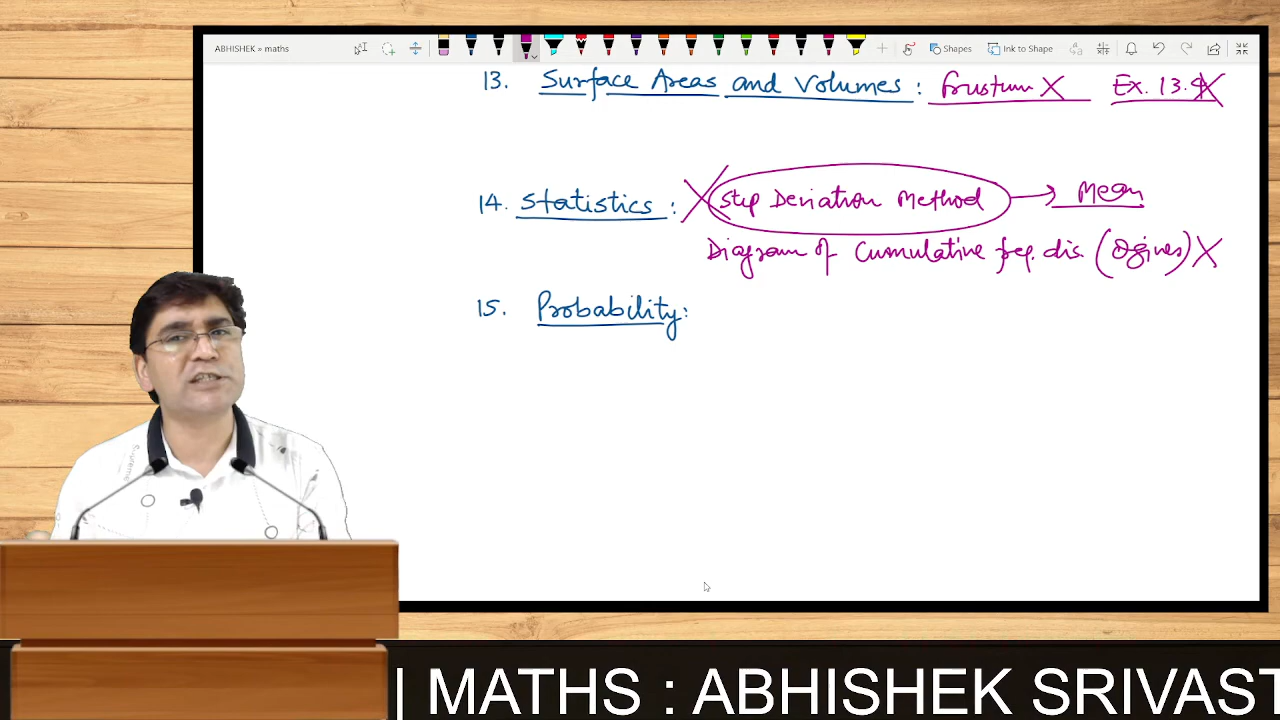 ABHISHEK » maths
Shapes
Ink to Shape
13. Surface Areas and Volumes : frustum X Ex. 13.4X
14. Statistics : X Step Deviation Method → Mean
Diagram of Cumulative freq. dis. (Ogives) X
15. Probability:
| MATHS : ABHISHEK SRIVAST